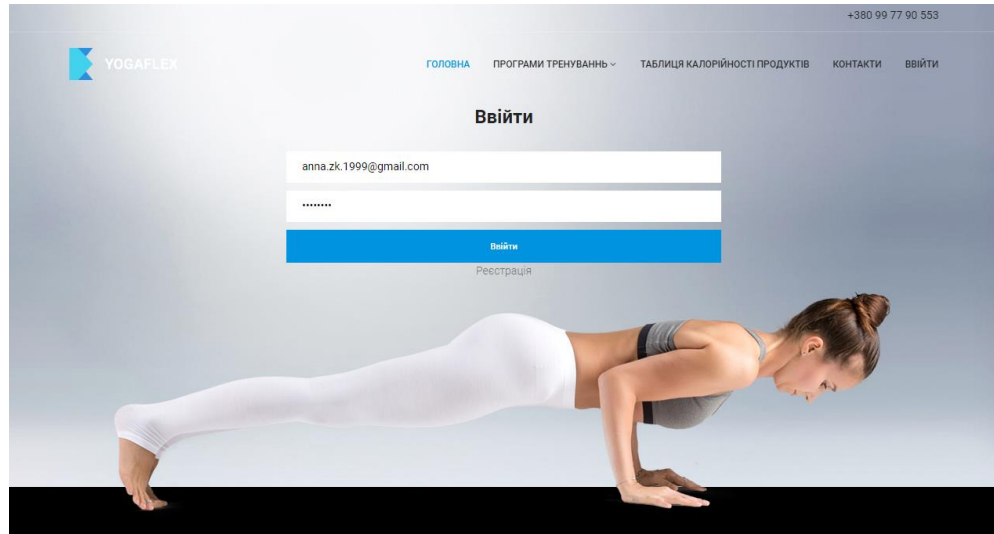 +380 99 77 90 553
YOGAFLEX
ГОЛОВНА ПРОГРАМИ ТРЕНУВАННЬ ТАБЛИЦЯ КАЛОРІЙНОСТІ ПРОДУКТІВ КОНТАКТИ ВВІЙТИ
Ввійти
anna.zk.1999@gmail.com
••••••••
Ввійти
Реєстрація